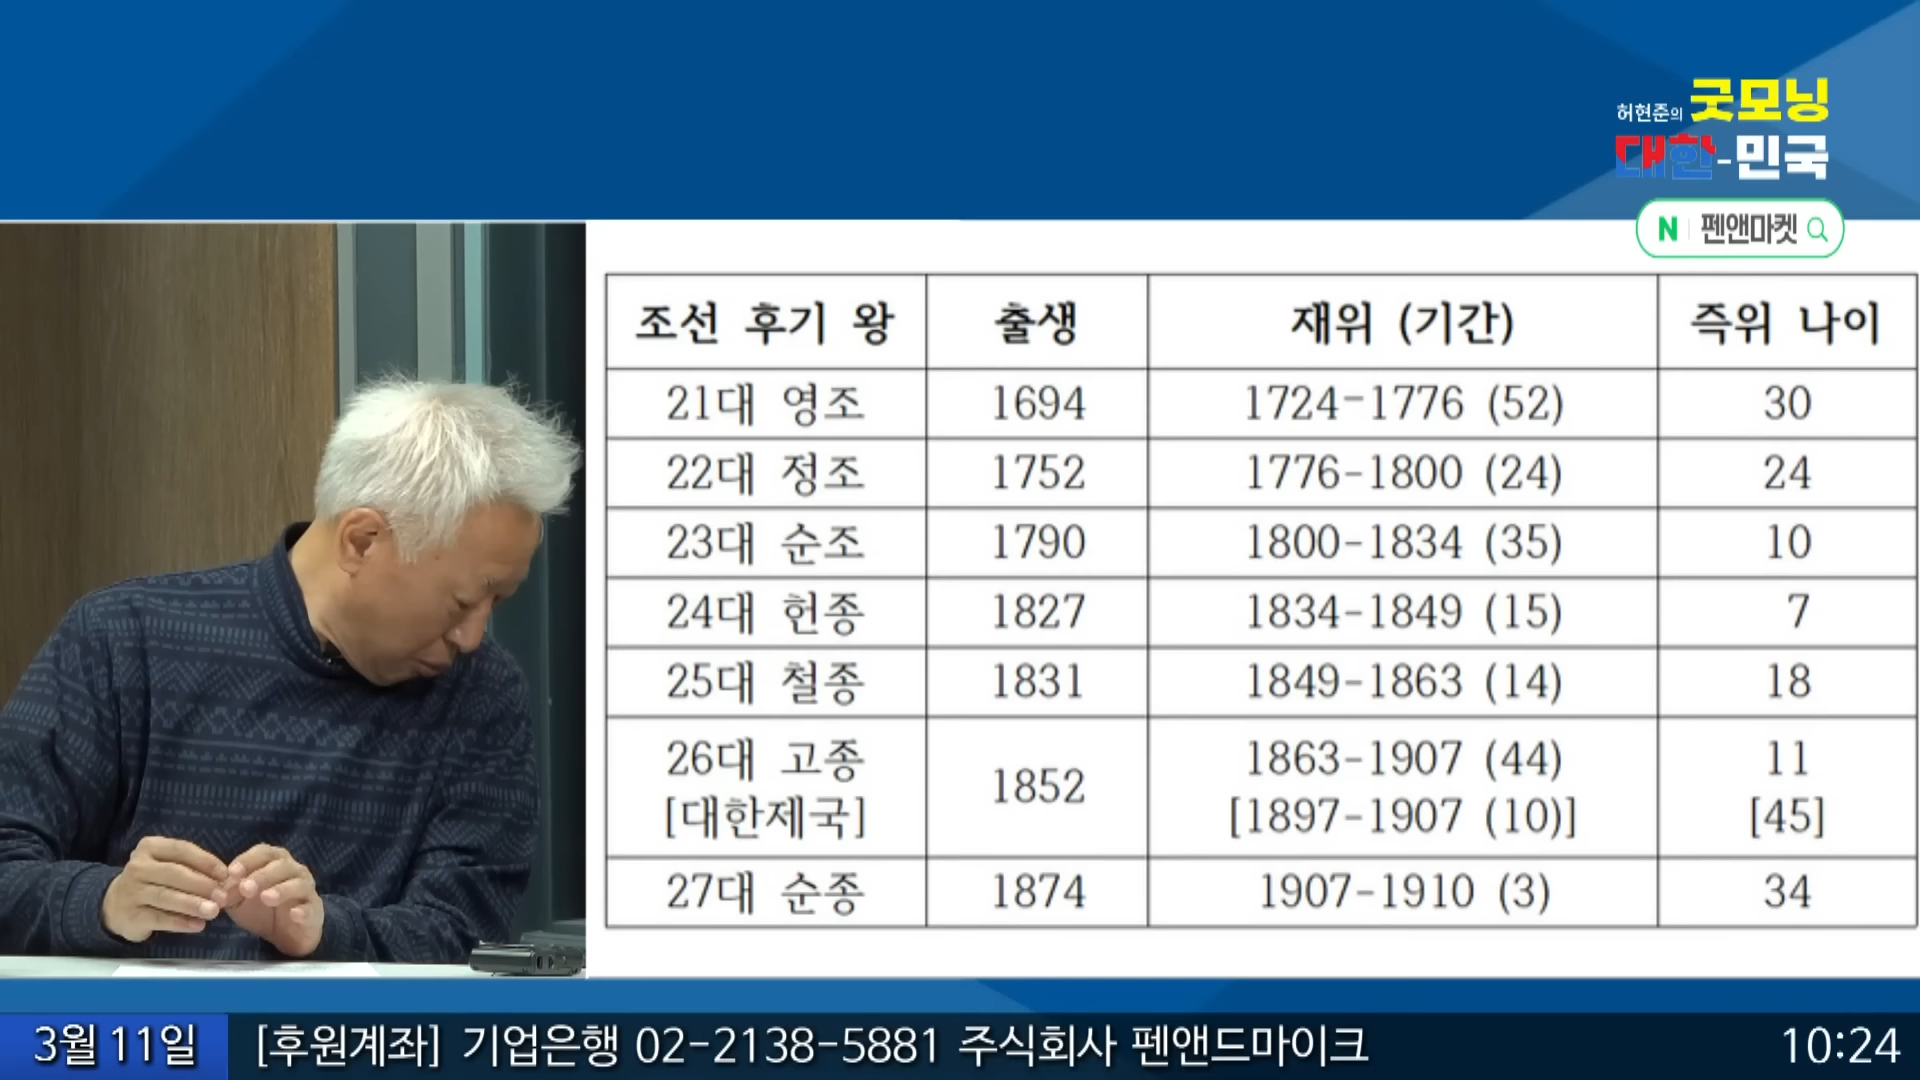 허현준의 굿모닝
대한-민국
N 펜앤마켓
조선 후기 왕 출생 재위 (기간) 즉위 나이
21대 영조 1694 1724-1776 (52) 30
22대 정조 1752 1776-1800 (24) 24
23대 순조 1790 1800-1834 (35) 10
24대 헌종 1827 1834-1849 (15) 7
25대 철종 1831 1849-1863 (14) 18
26대 고종 1852 1863-1907 (44) 11
[대한제국] [1897-1907 (10)] [45]
27대 순종 1874 1907-1910 (3) 34
3월 11일 [후원계좌] 기업은행 02-2138-5881 주식회사 펜앤드마이크 10:24